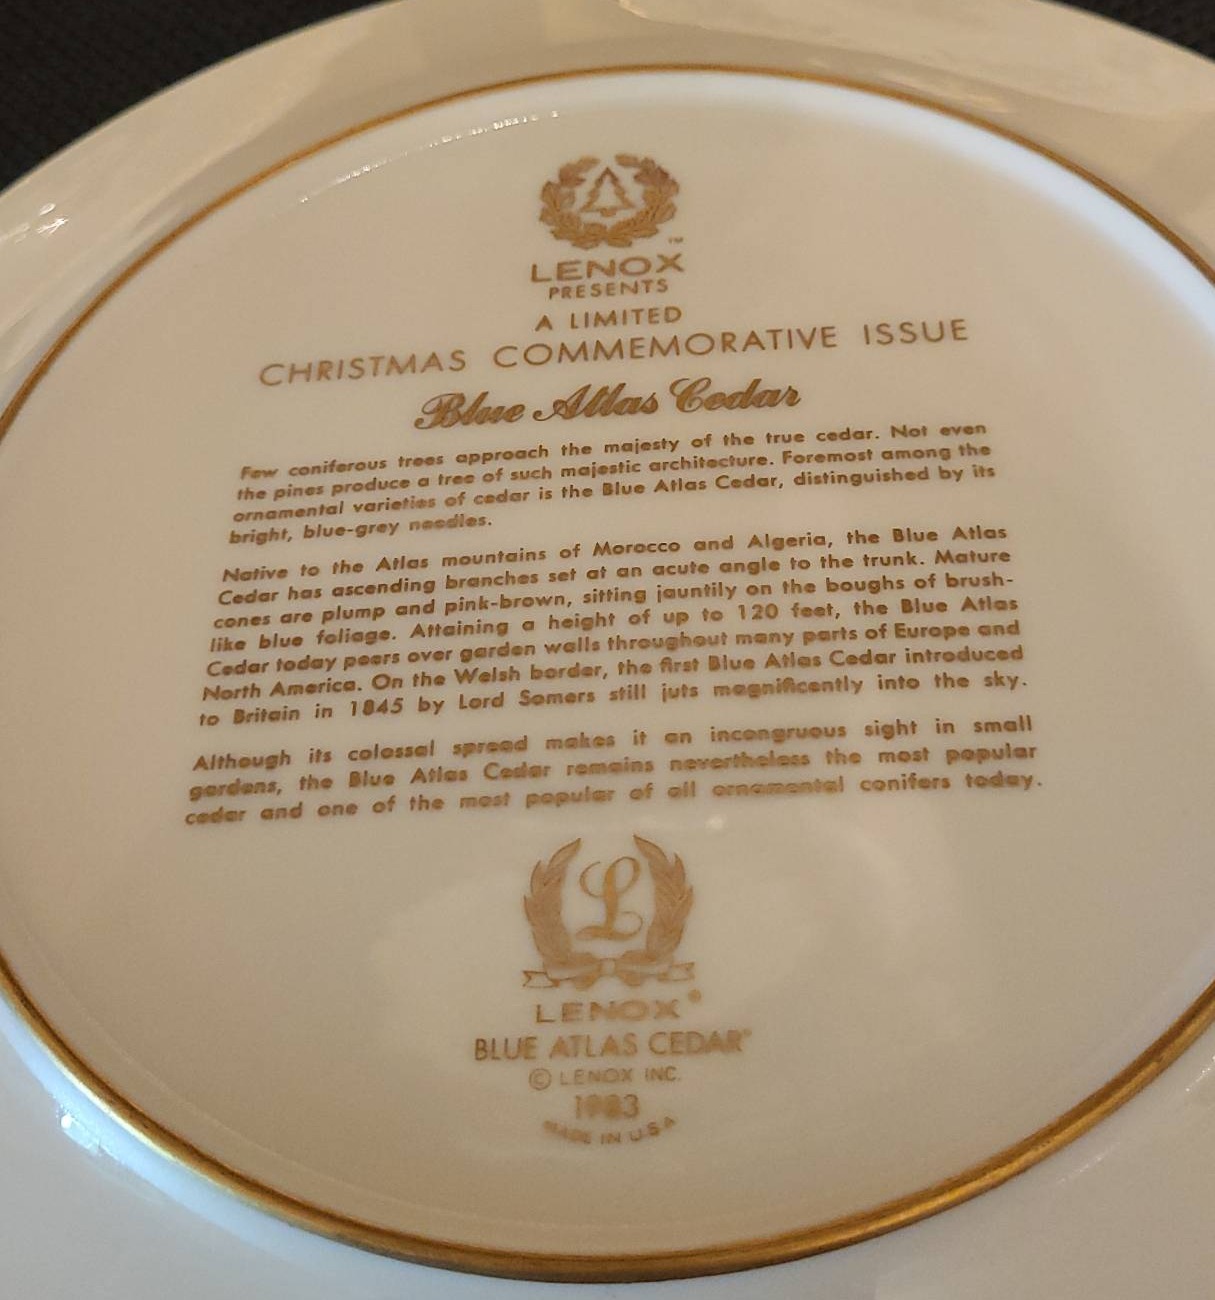 ™
LENOX
PRESENTS
A LIMITED
CHRISTMAS COMMEMORATIVE ISSUE
Blue Atlas Cedar
Few coniferous trees approach the majesty of the true cedar. Not even
the pines produce a tree of such majestic architecture. Foremost among the
ornamental varieties of cedar is the Blue Atlas Cedar, distinguished by its
bright, blue-grey needles.
Native to the Atlas mountains of Morocco and Algeria, the Blue Atlas
Cedar has ascending branches set at an acute angle to the trunk. Mature
cones are plump and pink-brown, sitting jauntily on the boughs of brush-
like blue foliage. Attaining a height of up to 120 feet, the Blue Atlas
Cedar today peers over garden walls throughout many parts of Europe and
North America. On the Welsh border, the first Blue Atlas Cedar introduced
to Britain in 1845 by Lord Somers still juts magnificently into the sky.
Although its colossal spread makes it an incongruous sight in small
gardens, the Blue Atlas Cedar remains nevertheless the most popular
cedar and one of the most popular of all ornamental conifers today.
L
LENOX®
BLUE ATLAS CEDAR®
© LENOX INC.
1983
MADE IN U.S.A